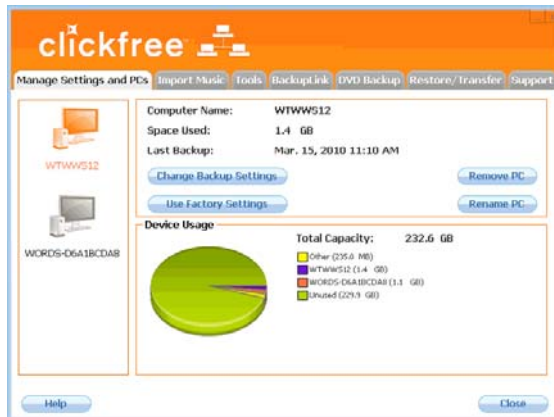 clickfree
Manage Settings and PCs Import Music Tools BackupLink DVD Backup Restore/Transfer Support
WTWWS12
WORDS-D6A1BCDA8
Computer Name: WTWWS12
Space Used: 1.4 GB
Last Backup: Mar. 15, 2010 11:10 AM
Change Backup Settings Remove PC
Use Factory Settings Rename PC
Device Usage
Total Capacity: 232.6 GB
Other (235.0 MB)
WTWWS12 (1.4 GB)
WORDS-D6A1BCDA8 (1.1 GB)
Unused (229.9 GB)
Help Close